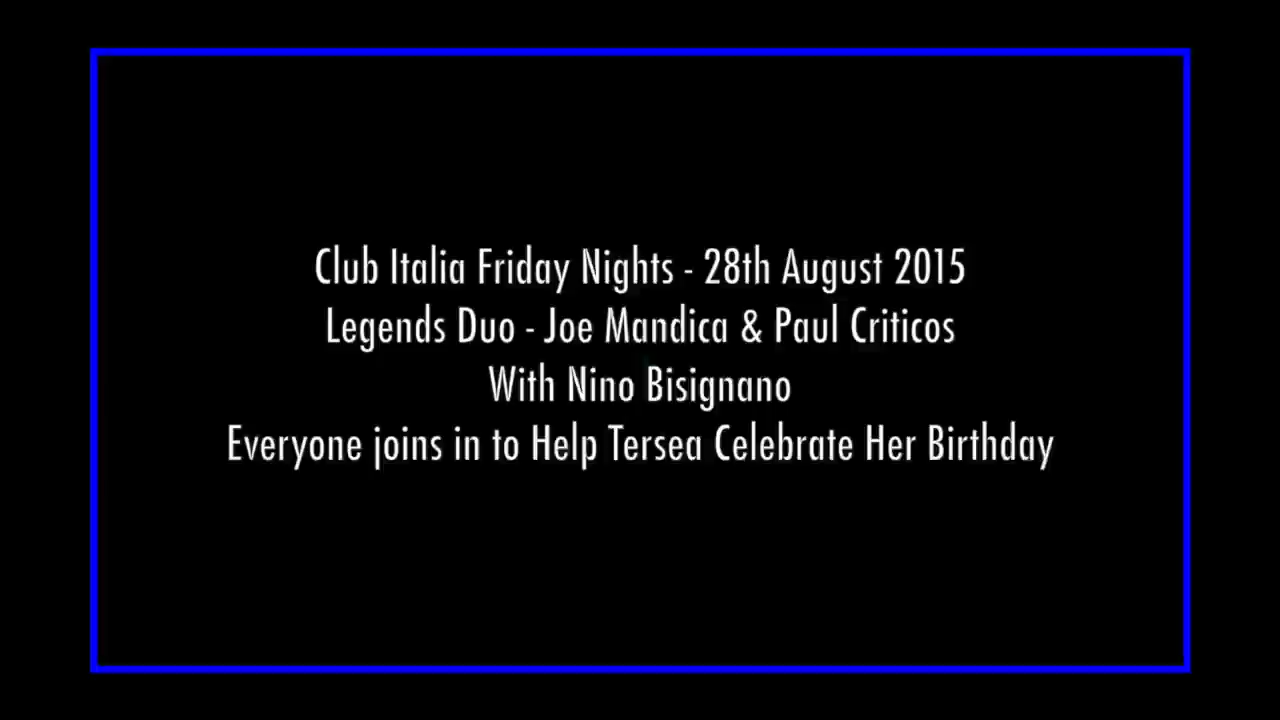 Club Italia Friday Nights - 28th August 2015
Legends Duo - Joe Mandica & Paul Criticos
With Nino Bisignano
Everyone joins in to Help Tersea Celebrate Her Birthday